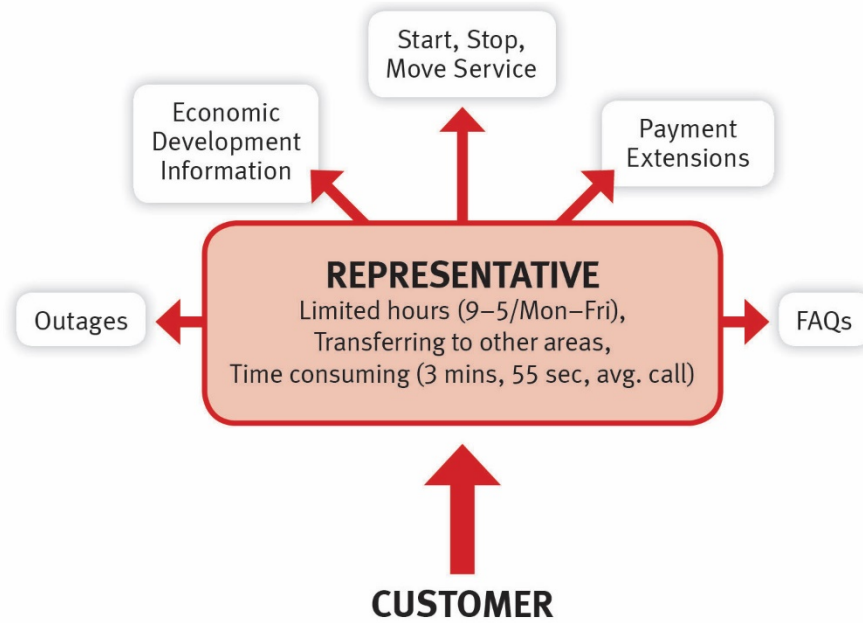 Start, Stop,
Move Service
Economic
Development
Information
Payment
Extensions
REPRESENTATIVE
Limited hours (9–5/Mon–Fri),
Transferring to other areas,
Time consuming (3 mins, 55 sec, avg. call)
Outages
FAQs
CUSTOMER